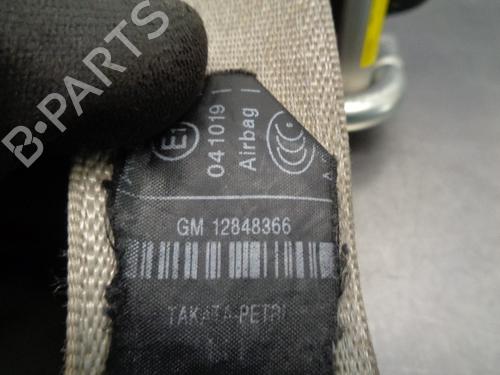 B-PARTS
041019
Airbag
GM 12848366
TAKATA-PETRI